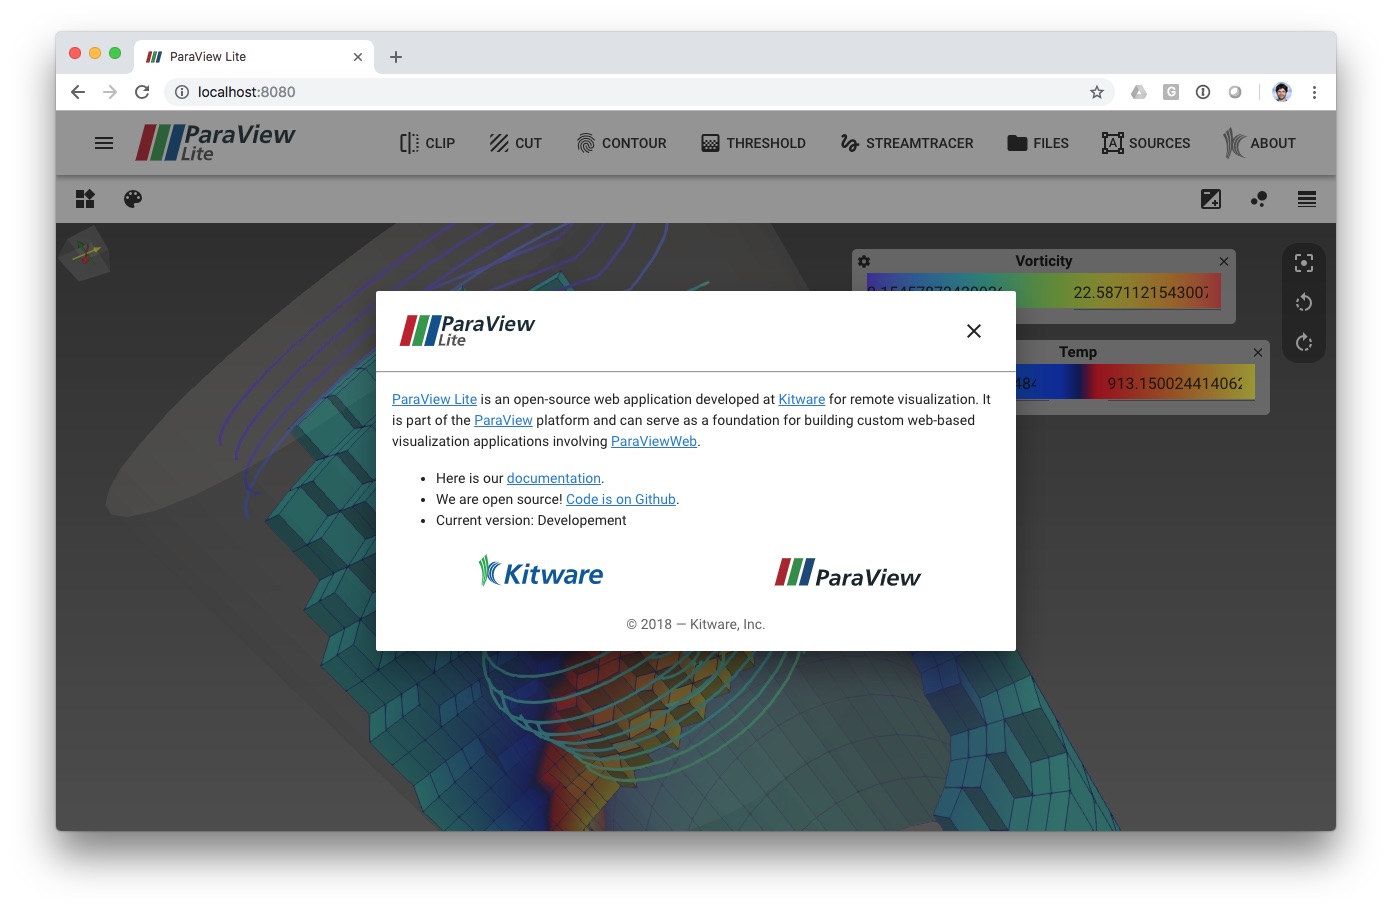 ParaView Lite
localhost:8080
ParaView
Lite
CLIP
CUT
CONTOUR
THRESHOLD
STREAMTRACER
FILES
SOURCES
ABOUT
Vorticity
22.5871121543007
Temp
484
913.150024414062
ParaView
Lite
ParaView Lite is an open-source web application developed at Kitware for remote visualization. It
is part of the ParaView platform and can serve as a foundation for building custom web-based
visualization applications involving ParaViewWeb.
Here is our documentation.
We are open source! Code is on Github.
Current version: Developement
Kitware
ParaView
© 2018 — Kitware, Inc.